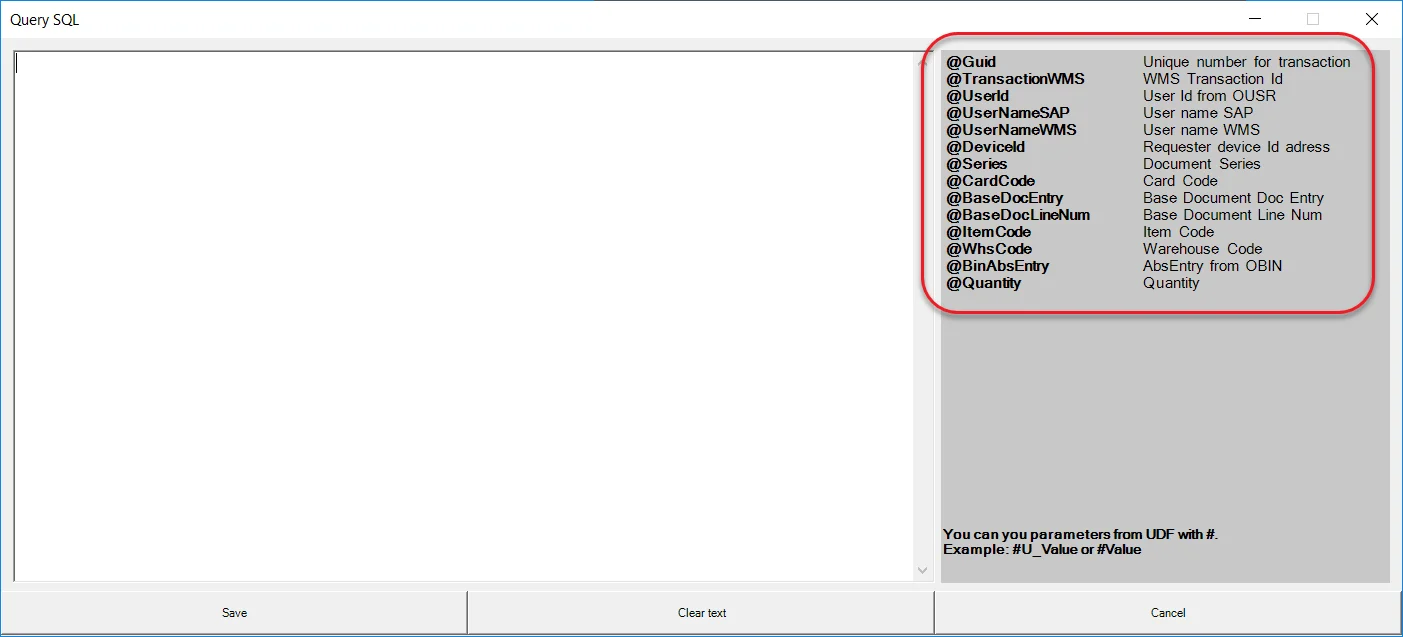 Query SQL
@Guid Unique number for transaction
@TransactionWMS WMS Transaction Id
@UserId User Id from OUSR
@UserNameSAP User name SAP
@UserNameWMS User name WMS
@DeviceId Requester device Id adress
@Series Document Series
@CardCode Card Code
@BaseDocEntry Base Document Doc Entry
@BaseDocLineNum Base Document Line Num
@ItemCode Item Code
@WhsCode Warehouse Code
@BinAbsEntry AbsEntry from OBIN
@Quantity Quantity
You can you parameters from UDF with #.
Example: #U_Value or #Value
Save Clear text Cancel